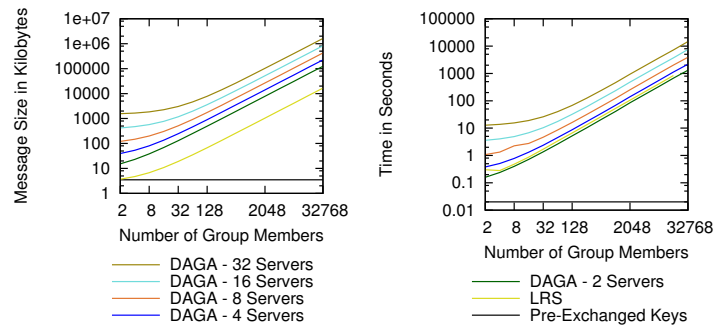 Message Size in Kilobytes
1e+07
1e+06
100000
10000
1000
100
10
1
2 8 32 128 2048 32768
Number of Group Members
DAGA - 32 Servers
DAGA - 16 Servers
DAGA - 8 Servers
DAGA - 4 Servers
Time in Seconds
100000
10000
1000
100
10
1
0.1
0.01
2 8 32 128 2048 32768
Number of Group Members
DAGA - 2 Servers
LRS
Pre-Exchanged Keys